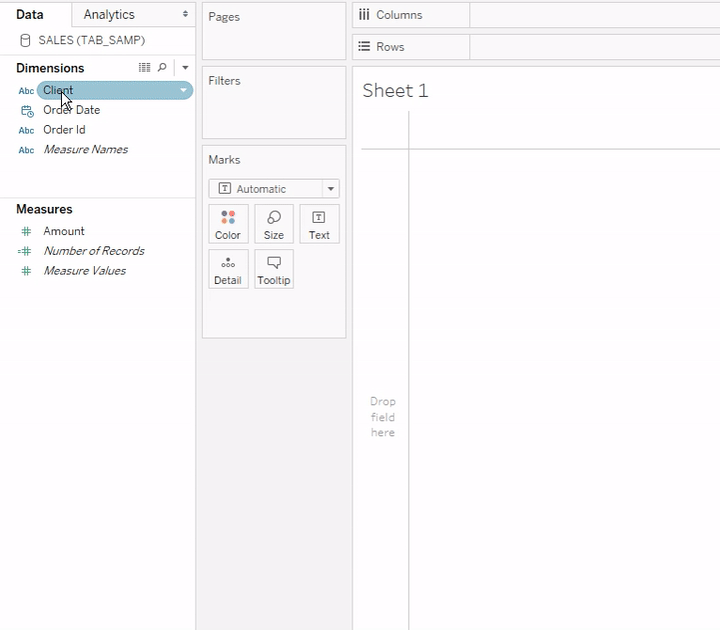 Data
Analytics
SALES (TAB_SAMP)
Dimensions
Abc Client
Order Date
Abc Order Id
Abc Measure Names
Measures
Amount
Number of Records
Measure Values
Pages
Filters
Marks
Automatic
Color
Size
Text
Detail
Tooltip
Columns
Rows
Sheet 1
Drop
field
here